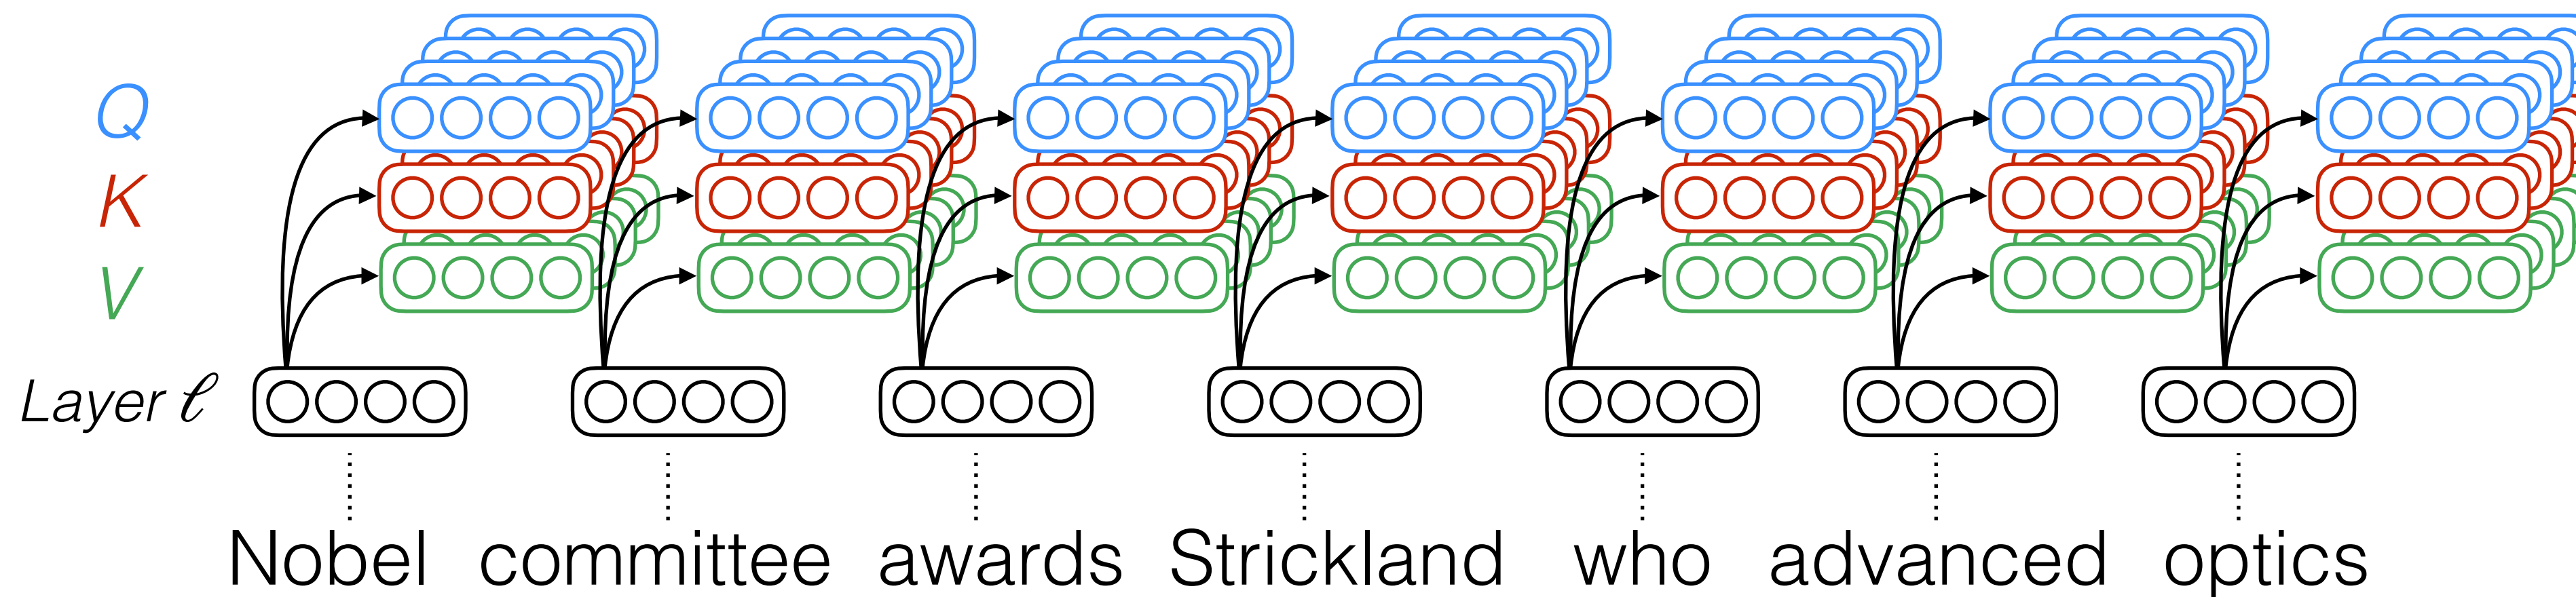 Q
K
V
Layer ℓ
Nobel committee awards Strickland who advanced optics